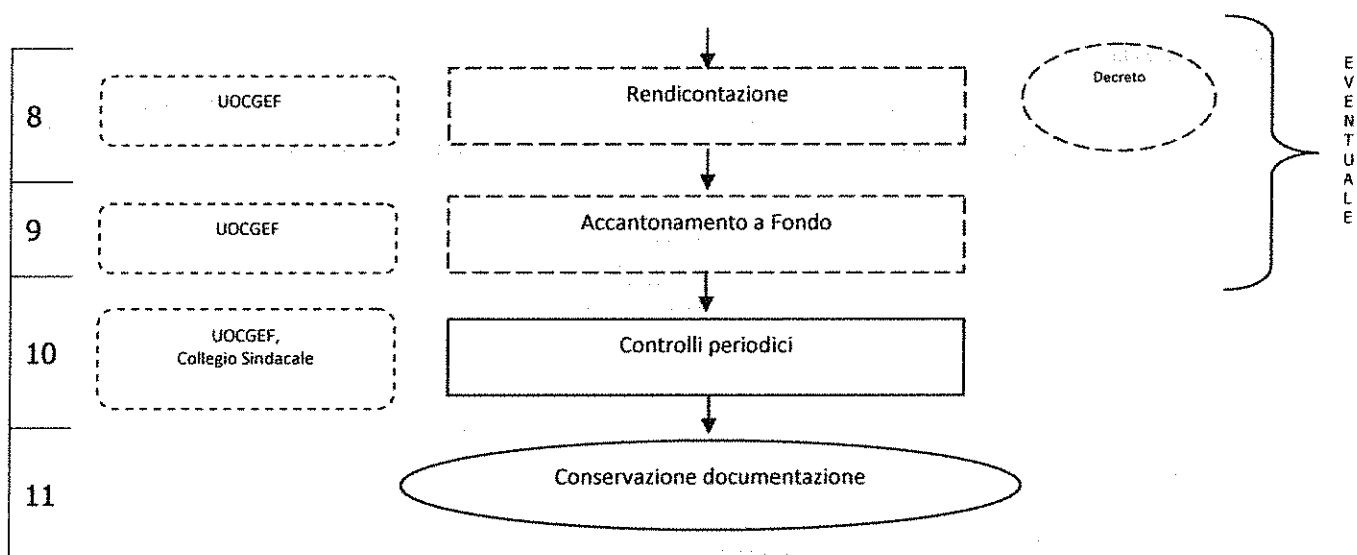 8
UOCGEF
Rendicontazione
Decreto
EVENTUALE
9
UOCGEF
Accantonamento a Fondo
10
UOCGEF,
Collegio Sindacale
Controlli periodici
11
Conservazione documentazione